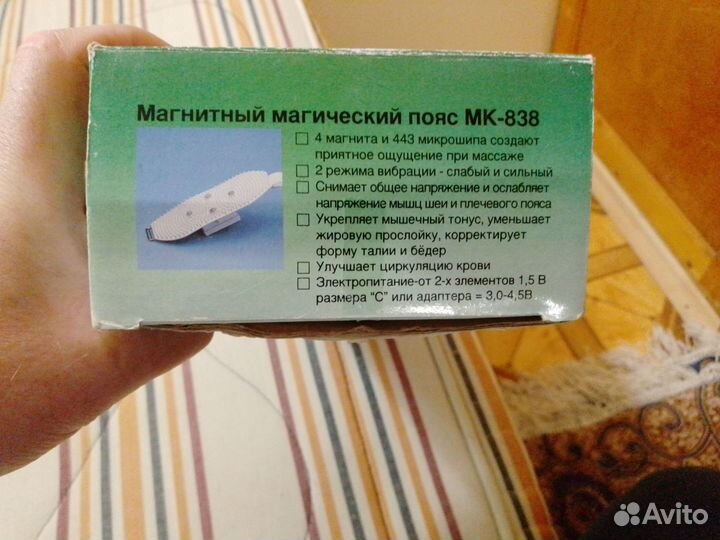 Магнитный магический пояс МК-838
4 магнита и 443 микрошипа создают
приятное ощущение при массаже
2 режима вибрации - слабый и сильный
Снимает общее напряжение и ослабляет
напряжение мышц шеи и плечевого пояса
Укрепляет мышечный тонус, уменьшает
жировую прослойку, корректирует
форму талии и бёдер
Улучшает циркуляцию крови
Электропитание-от 2-х элементов 1,5 В
размера "С" или адаптера = 3,0-4,5В
Avito